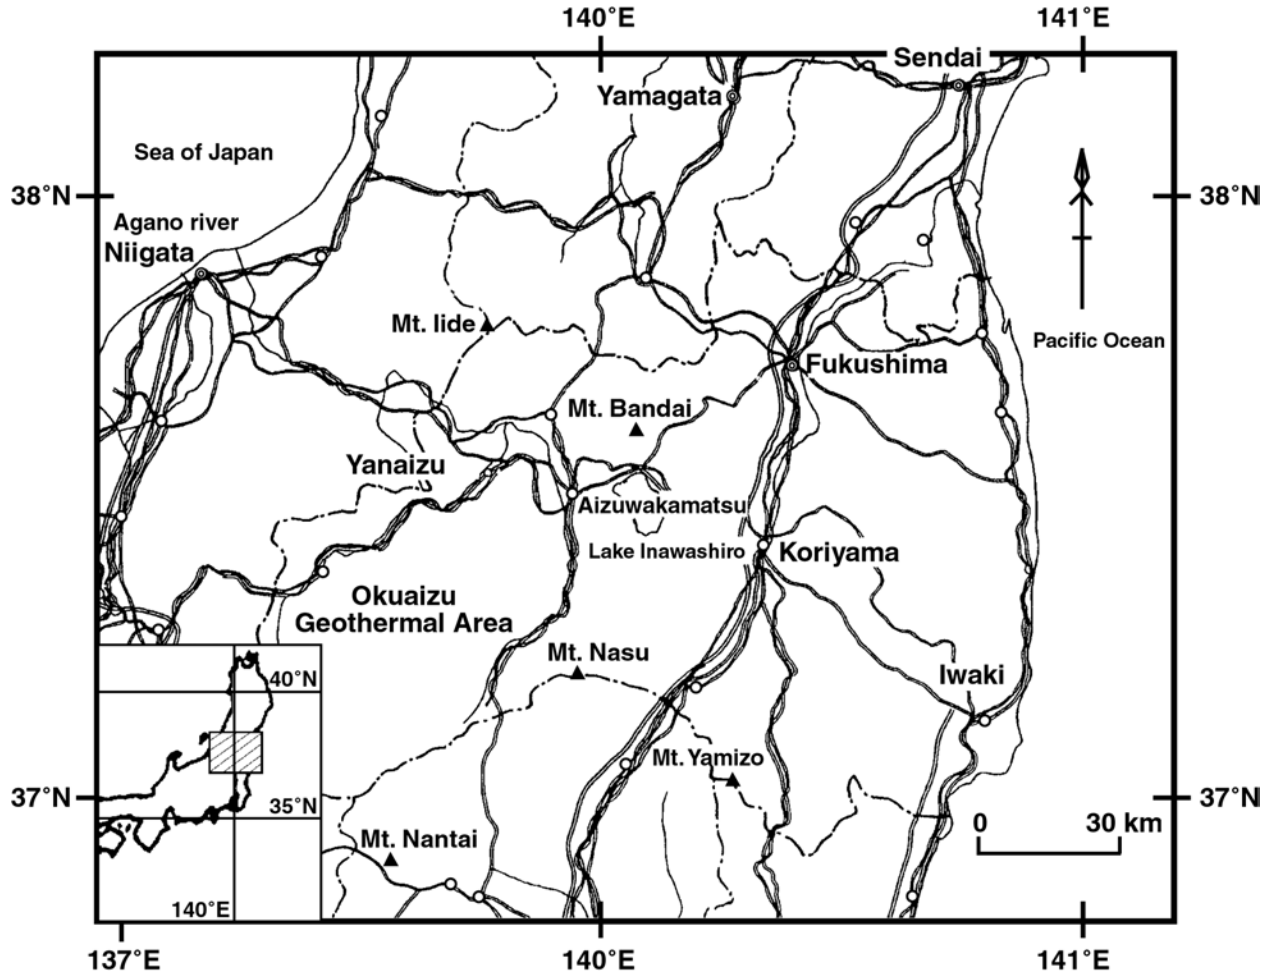 140°E
141°E
Sendai
Yamagata
Sea of Japan
38°N
38°N
Agano river
Niigata
Mt. Iide
Pacific Ocean
Fukushima
Mt. Bandai
Yanaizu
Aizuwakamatsu
Lake Inawashiro
Koriyama
Okuaizu
Geothermal Area
Mt. Nasu
Iwaki
40°N
Mt. Yamizo
37°N
37°N
35°N
0
30 km
Mt. Nantai
140°E
137°E
140°E
141°E